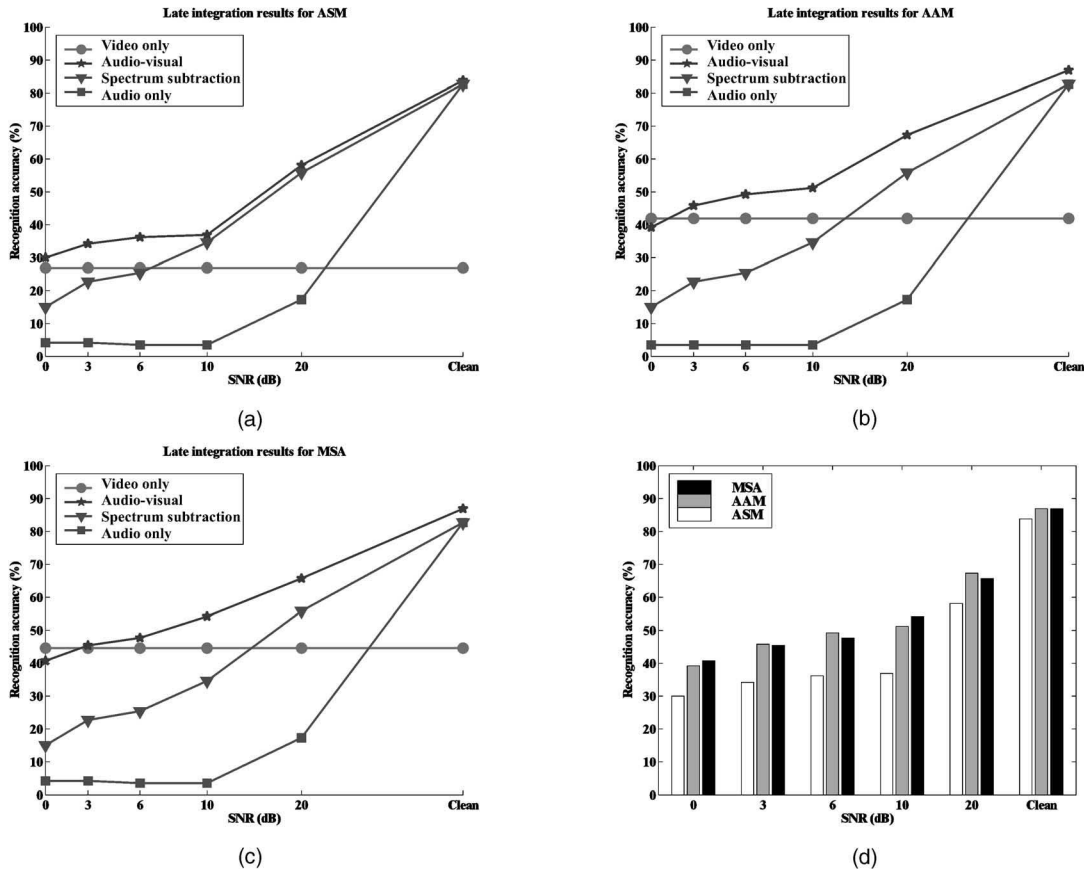 Late integration results for ASM
100
90
80
70
60
50
40
30
20
10
0
Recognition accuracy (%)
Video only
Audio-visual
Spectrum subtraction
Audio only
0 3 6 10 20 Clean
SNR (dB)
(a)
Late integration results for AAM
100
90
80
70
60
50
40
30
20
10
0
Recognition accuracy (%)
Video only
Audio-visual
Spectrum subtraction
Audio only
0 3 6 10 20 Clean
SNR (dB)
(b)
Late integration results for MSA
100
90
80
70
60
50
40
30
20
10
0
Recognition accuracy (%)
Video only
Audio-visual
Spectrum subtraction
Audio only
0 3 6 10 20 Clean
SNR (dB)
(c)
100
90
80
70
60
50
40
30
20
10
0
Recognition accuracy (%)
MSA
AAM
ASM
0 3 6 10 20 Clean
SNR (dB)
(d)